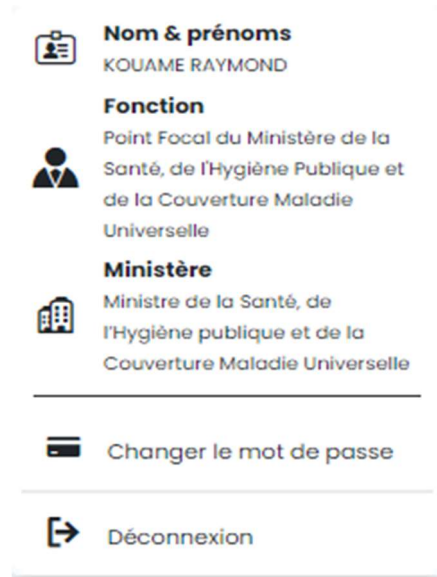 Nom & prénoms
KOUAME RAYMOND
Fonction
Point Focal du Ministère de la
Santé, de l'Hygiène Publique et
de la Couverture Maladie
Universelle
Ministère
Ministre de la Santé, de
l'Hygiène publique et de la
Couverture Maladie Universelle
Changer le mot de passe
Déconnexion